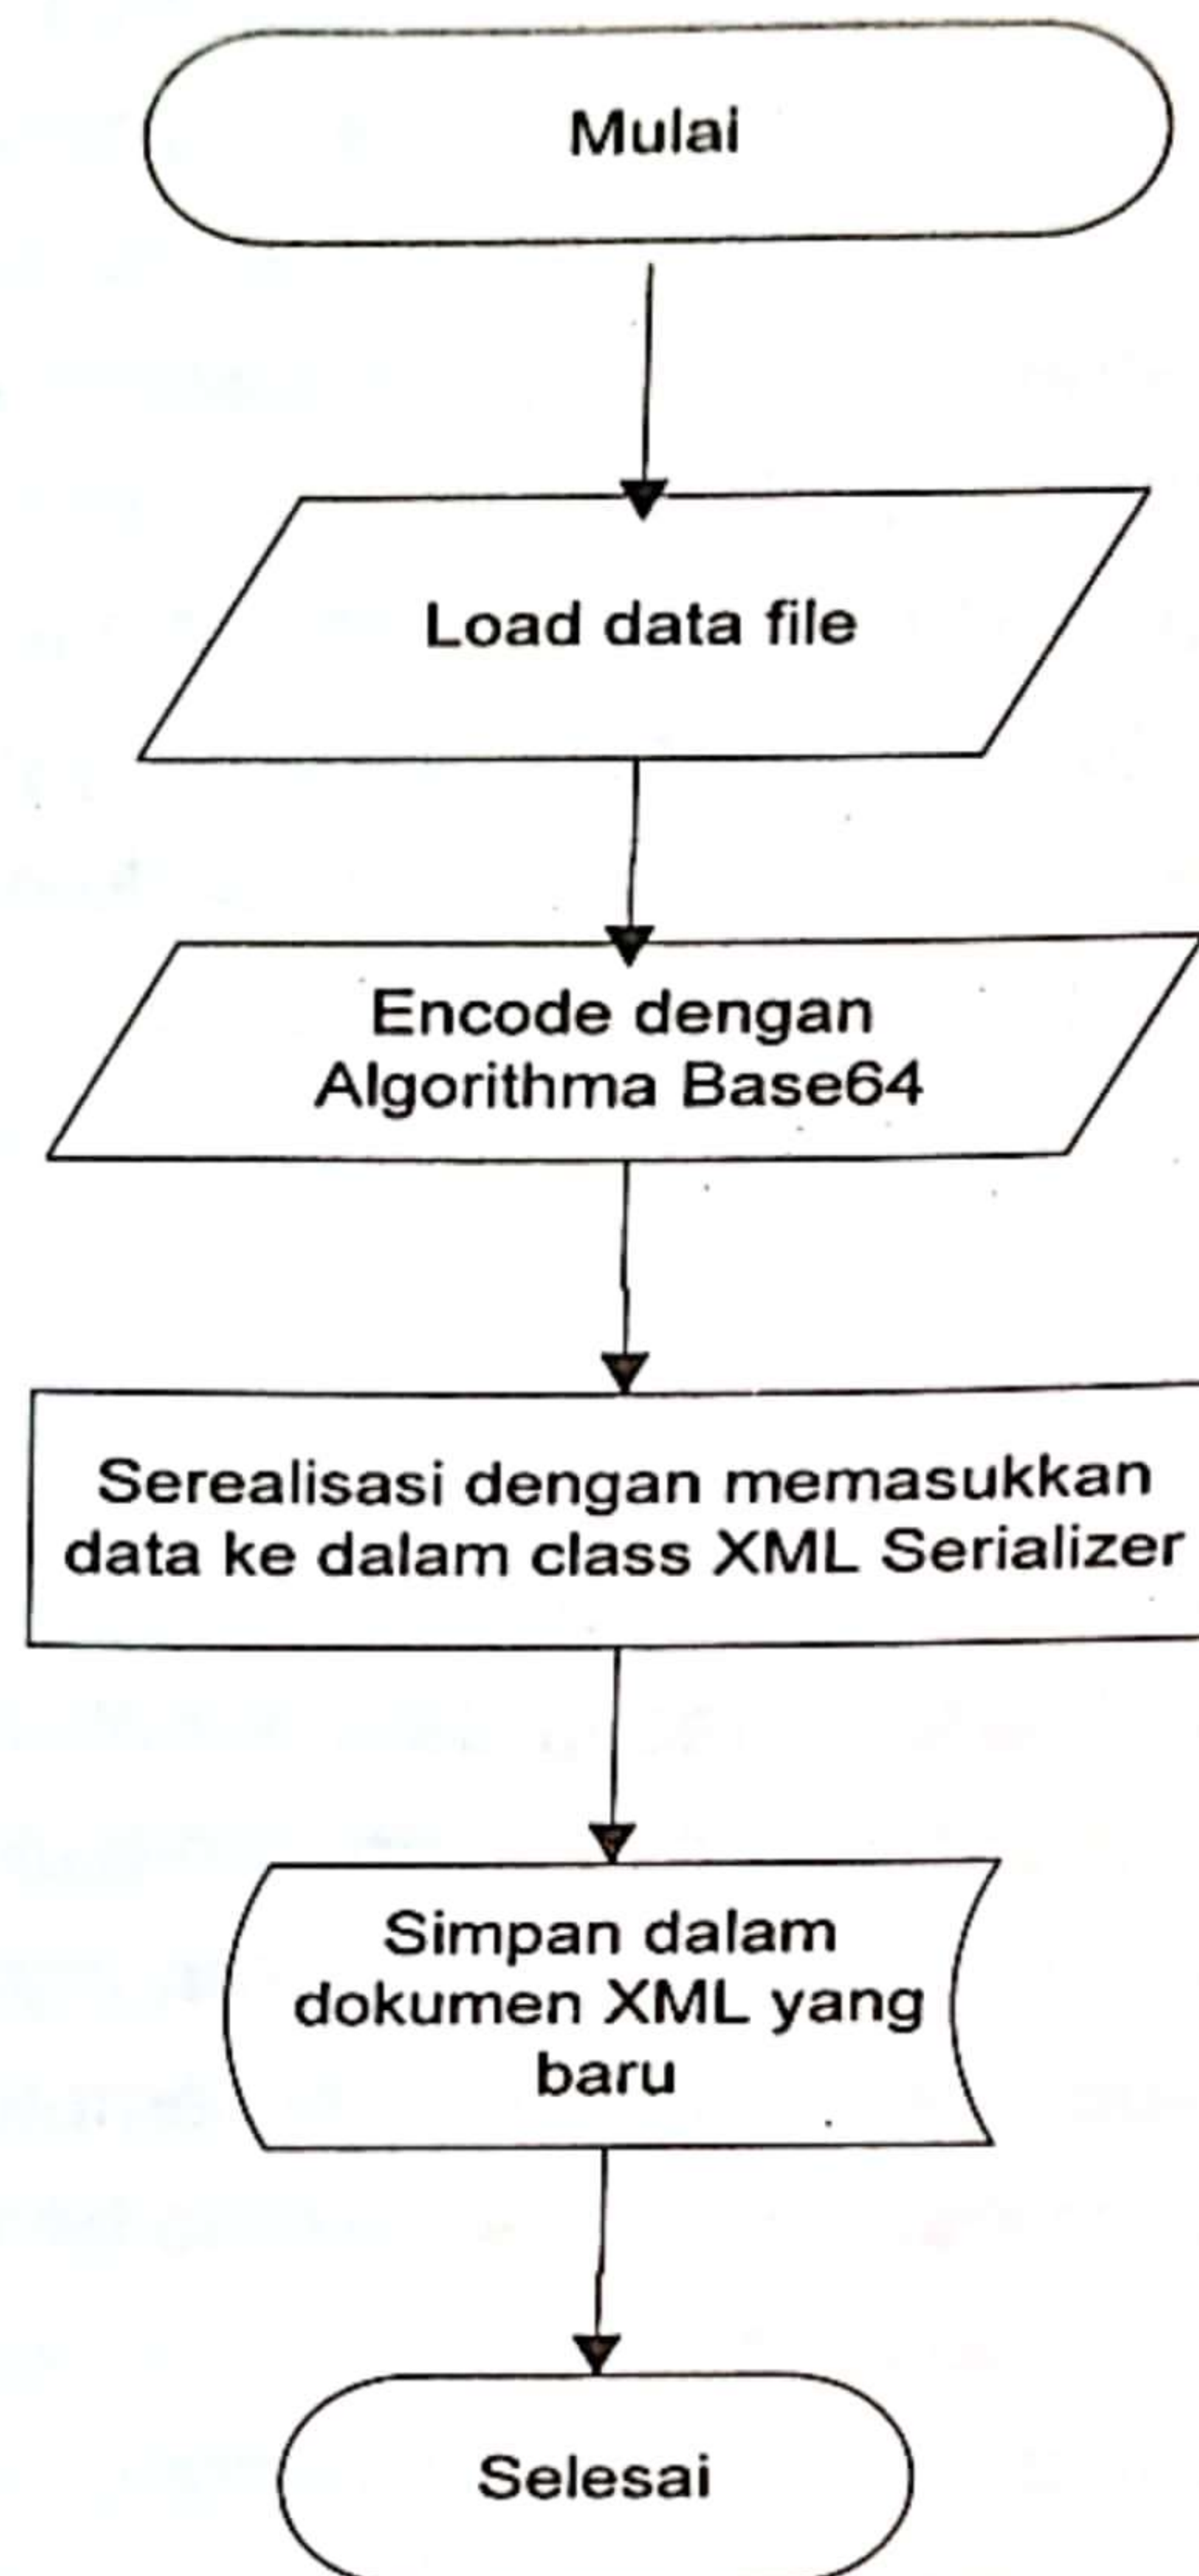 Mulai
Load data file
Encode dengan
Algorithma Base64
Serealisasi dengan memasukkan
data ke dalam class XML Serializer
Simpan dalam
dokumen XML yang
baru
Selesai